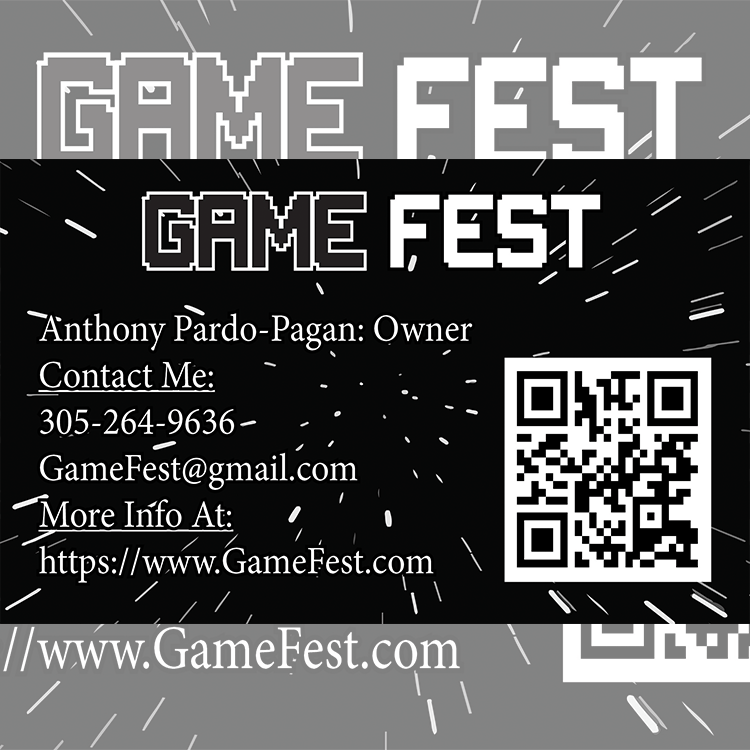 GAME FEST
GAME FEST
Anthony Pardo-Pagan: Owner
Contact Me:
305-264-9636
GameFest@gmail.com
More Info At:
https://www.GameFest.com
//www.GameFest.com